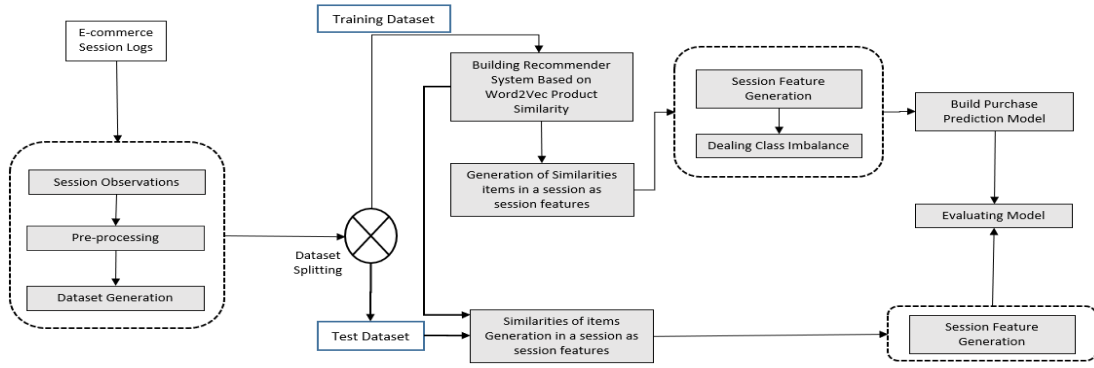 E-commerce
Session Logs
Session Observations
Pre-processing
Dataset Generation
Dataset
Splitting
Training Dataset
Building Recommender
System Based on
Word2Vec Product
Similarity
Generation of Similarities
items in a session as
session features
Session Feature
Generation
Dealing Class Imbalance
Build Purchase
Prediction Model
Evaluating Model
Test Dataset
Similarities of items
Generation in a session as
session features
Session Feature
Generation